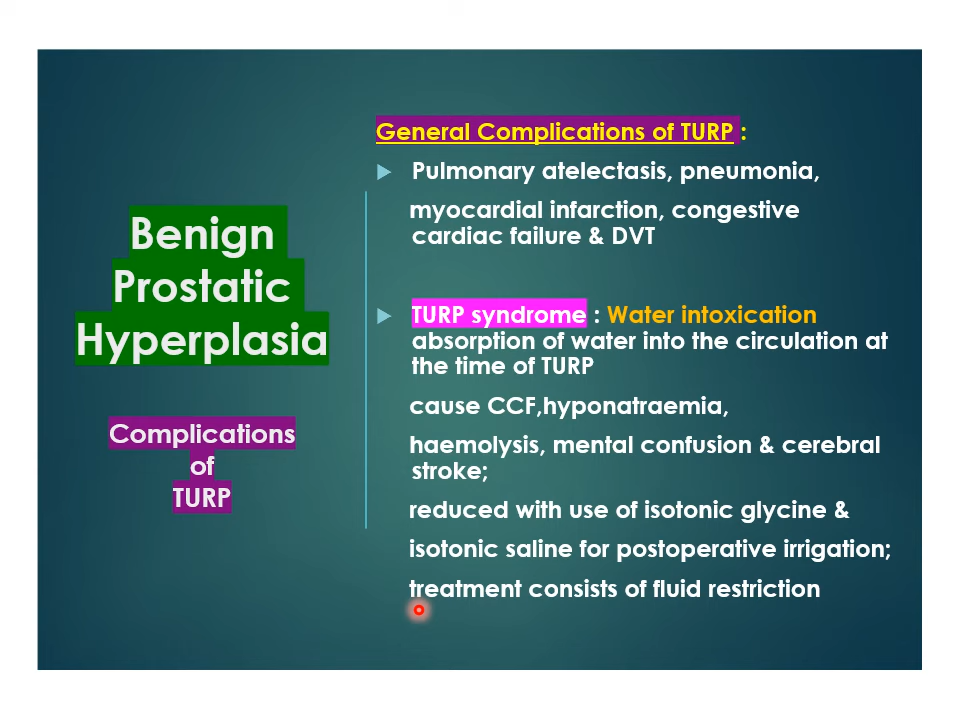 Benign
Prostatic
Hyperplasia
Complications
of
TURP
General Complications of TURP :
Pulmonary atelectasis, pneumonia,
myocardial infarction, congestive
cardiac failure & DVT
TURP syndrome : Water intoxication
absorption of water into the circulation at
the time of TURP
cause CCF,hyponatraemia,
haemolysis, mental confusion & cerebral
stroke;
reduced with use of isotonic glycine &
isotonic saline for postoperative irrigation;
treatment consists of fluid restriction